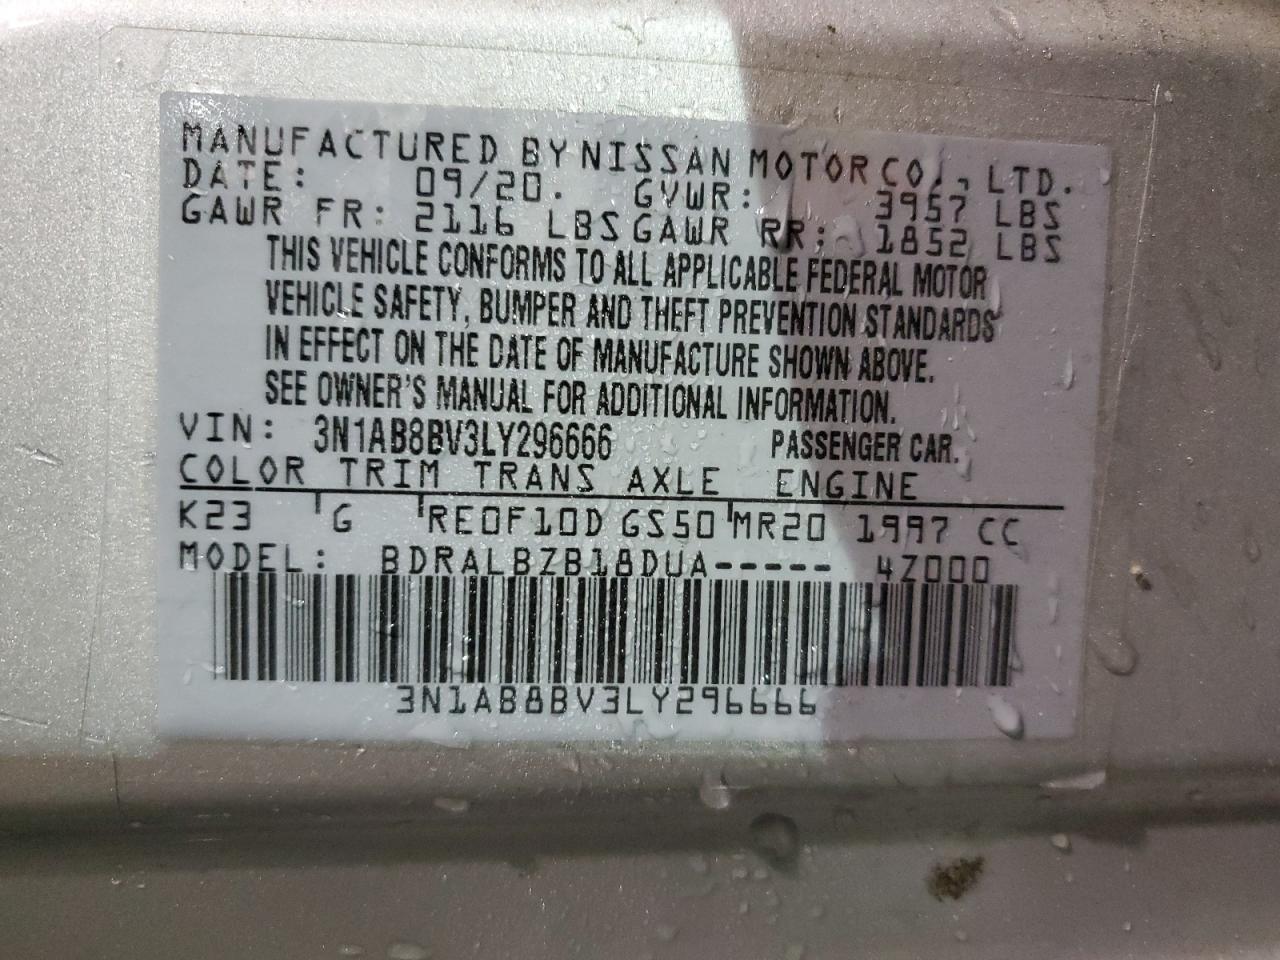 MANUFACTURED BY NISSAN MOTOR CO., LTD.
DATE: 09/20. GVWR: 3957 LBS
GAWR FR: 2116 LBS GAWR RR: 1852 LBS
THIS VEHICLE CONFORMS TO ALL APPLICABLE FEDERAL MOTOR
VEHICLE SAFETY, BUMPER AND THEFT PREVENTION STANDARDS
IN EFFECT ON THE DATE OF MANUFACTURE SHOWN ABOVE.
SEE OWNER'S MANUAL FOR ADDITIONAL INFORMATION.
VIN: 3N1AB8BV3LY296666 PASSENGER CAR.
COLOR TRIM TRANS AXLE ENGINE
K23 G RE0F10D GS50 MR20 1997 CC
MODEL: BDRALBZB18DUA----- 4Z000
3N1AB8BV3LY296666